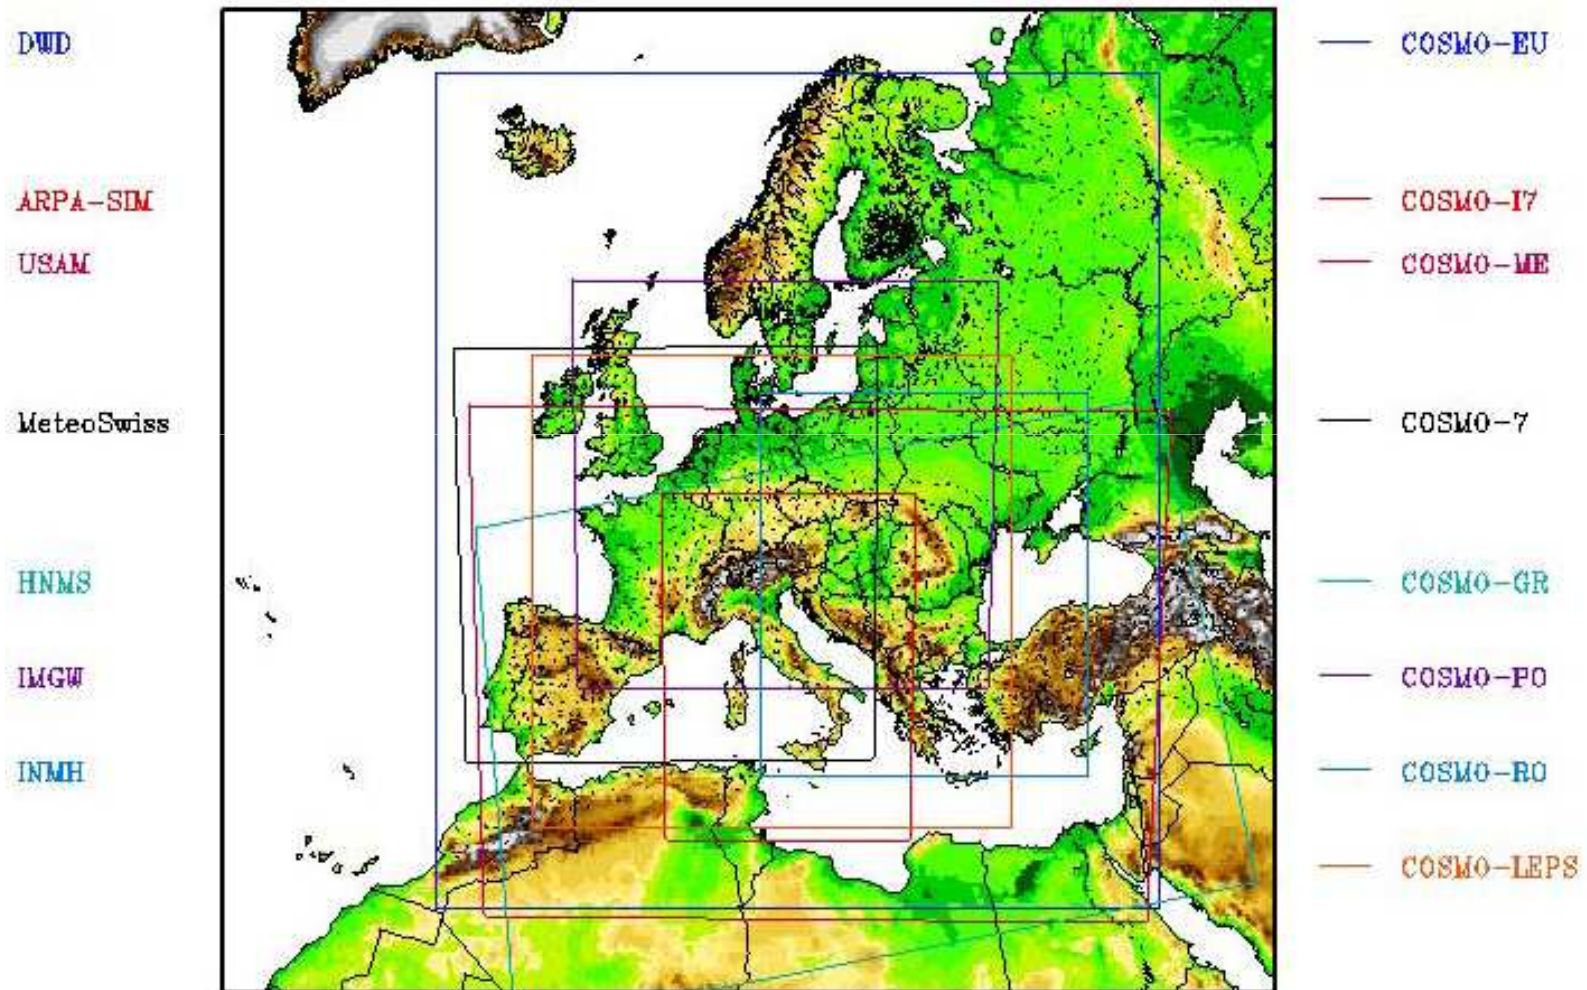 DWD
COSMO-EU
ARPA-SIM
COSMO-I7
USAM
COSMO-ME
MeteoSwiss
COSMO-7
HNMS
COSMO-GR
IMGW
COSMO-PO
INMH
COSMO-RO
COSMO-LEPS